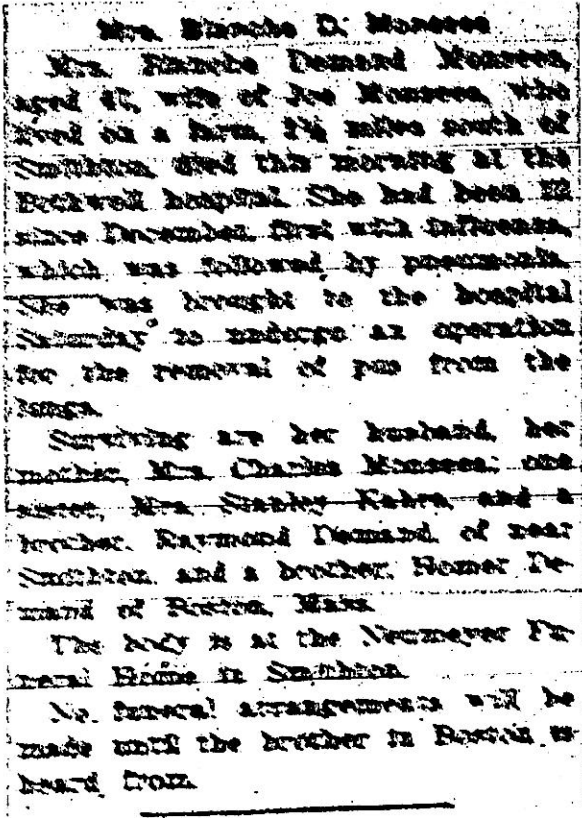 Mrs. Blanche D. Monsees
Mrs. Blanche Demand Monsees,
aged wife of Joe Monsees, who
lived on a farm, miles south of
Smithton, died this morning at the
Bothwell hospital. She had been ill
since December first with influenza,
which was followed by pneumonia.
She was brought to the hospital
Saturday to undergo an operation
for the removal of pus from the
lungs.
Surviving are her husband, her
mother, Mrs. Charles Monsees; one
sister, Mrs. Stanley and a
brother, Raymond Demand, of near
Smithton, and a brother, Homer De-
mand of Boston, Mass.
The body is at the Neumeyer Fu-
neral Home in Smithton.
No funeral arrangements will be
made until the brother in Boston is
heard from.